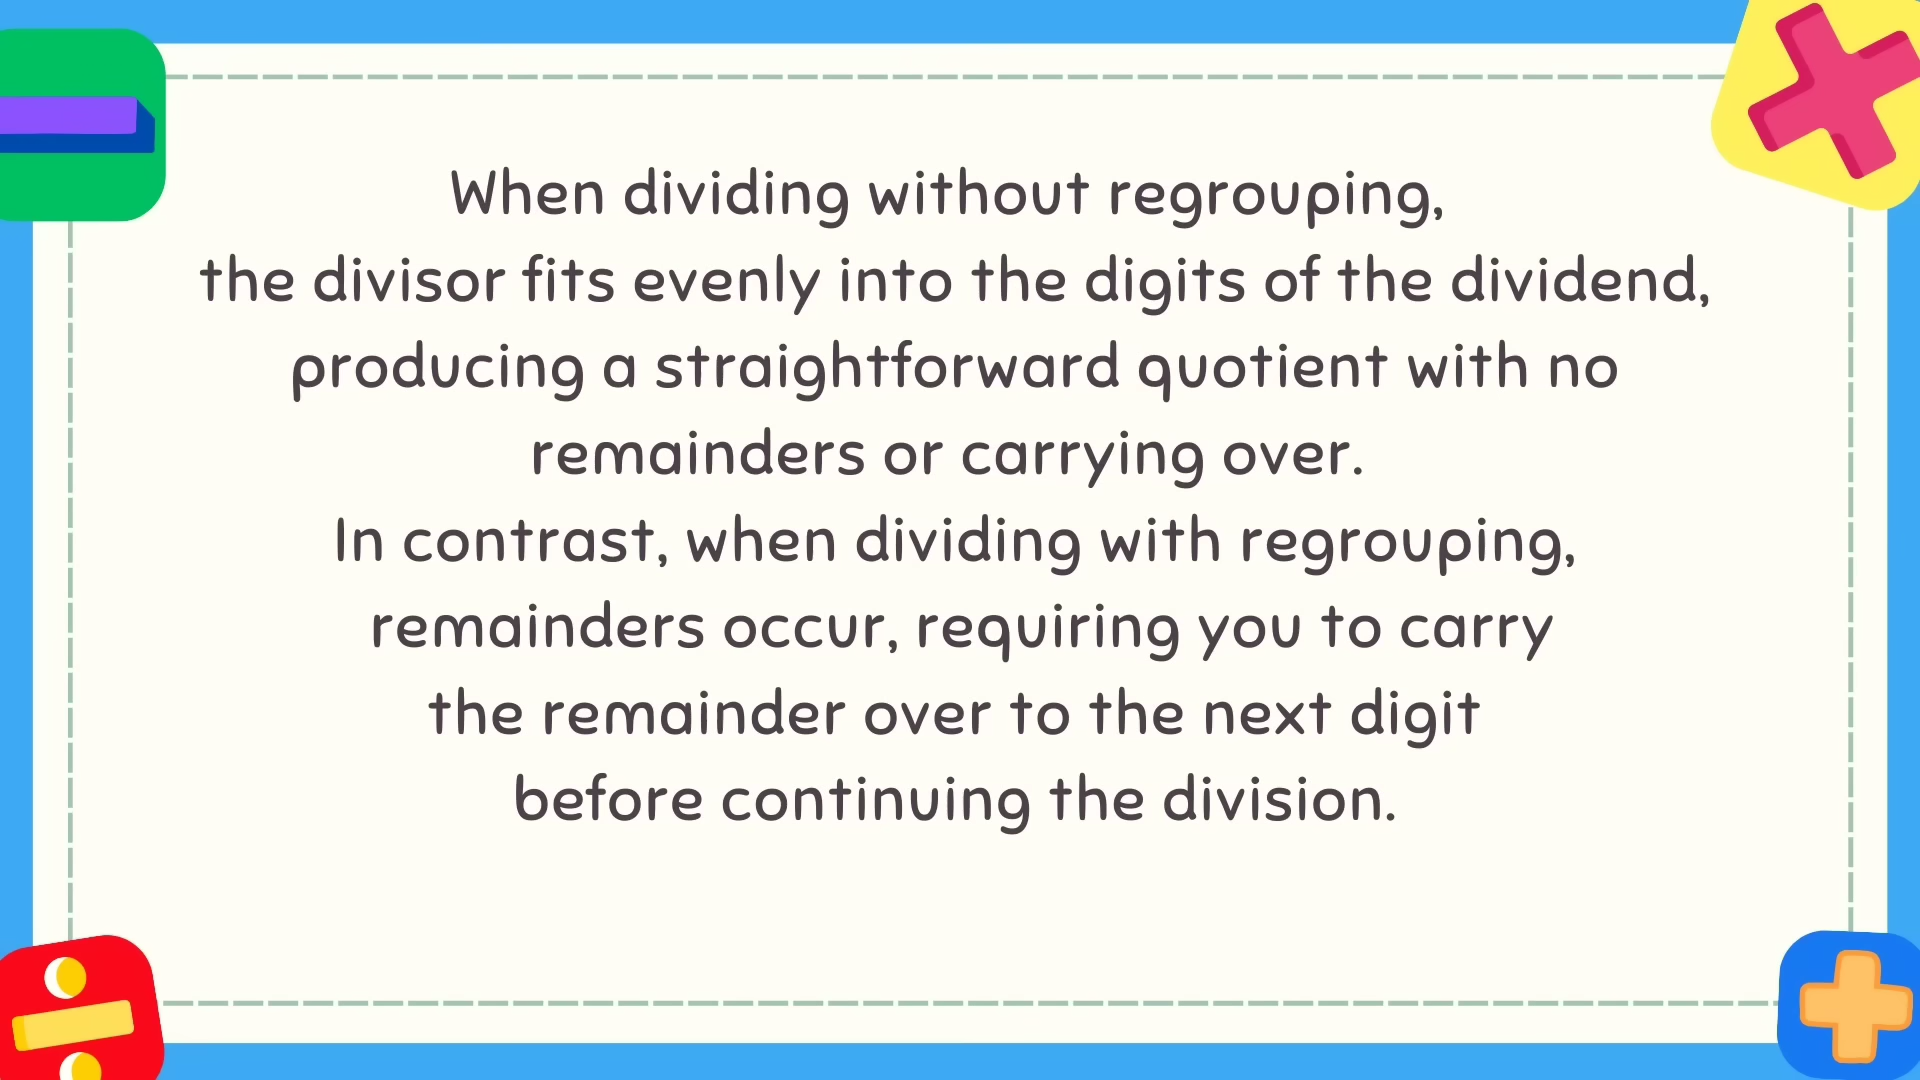 When dividing without regrouping,
the divisor fits evenly into the digits of the dividend,
producing a straightforward quotient with no
remainders or carrying over.
In contrast, when dividing with regrouping,
remainders occur, requiring you to carry
the remainder over to the next digit
before continuing the division.